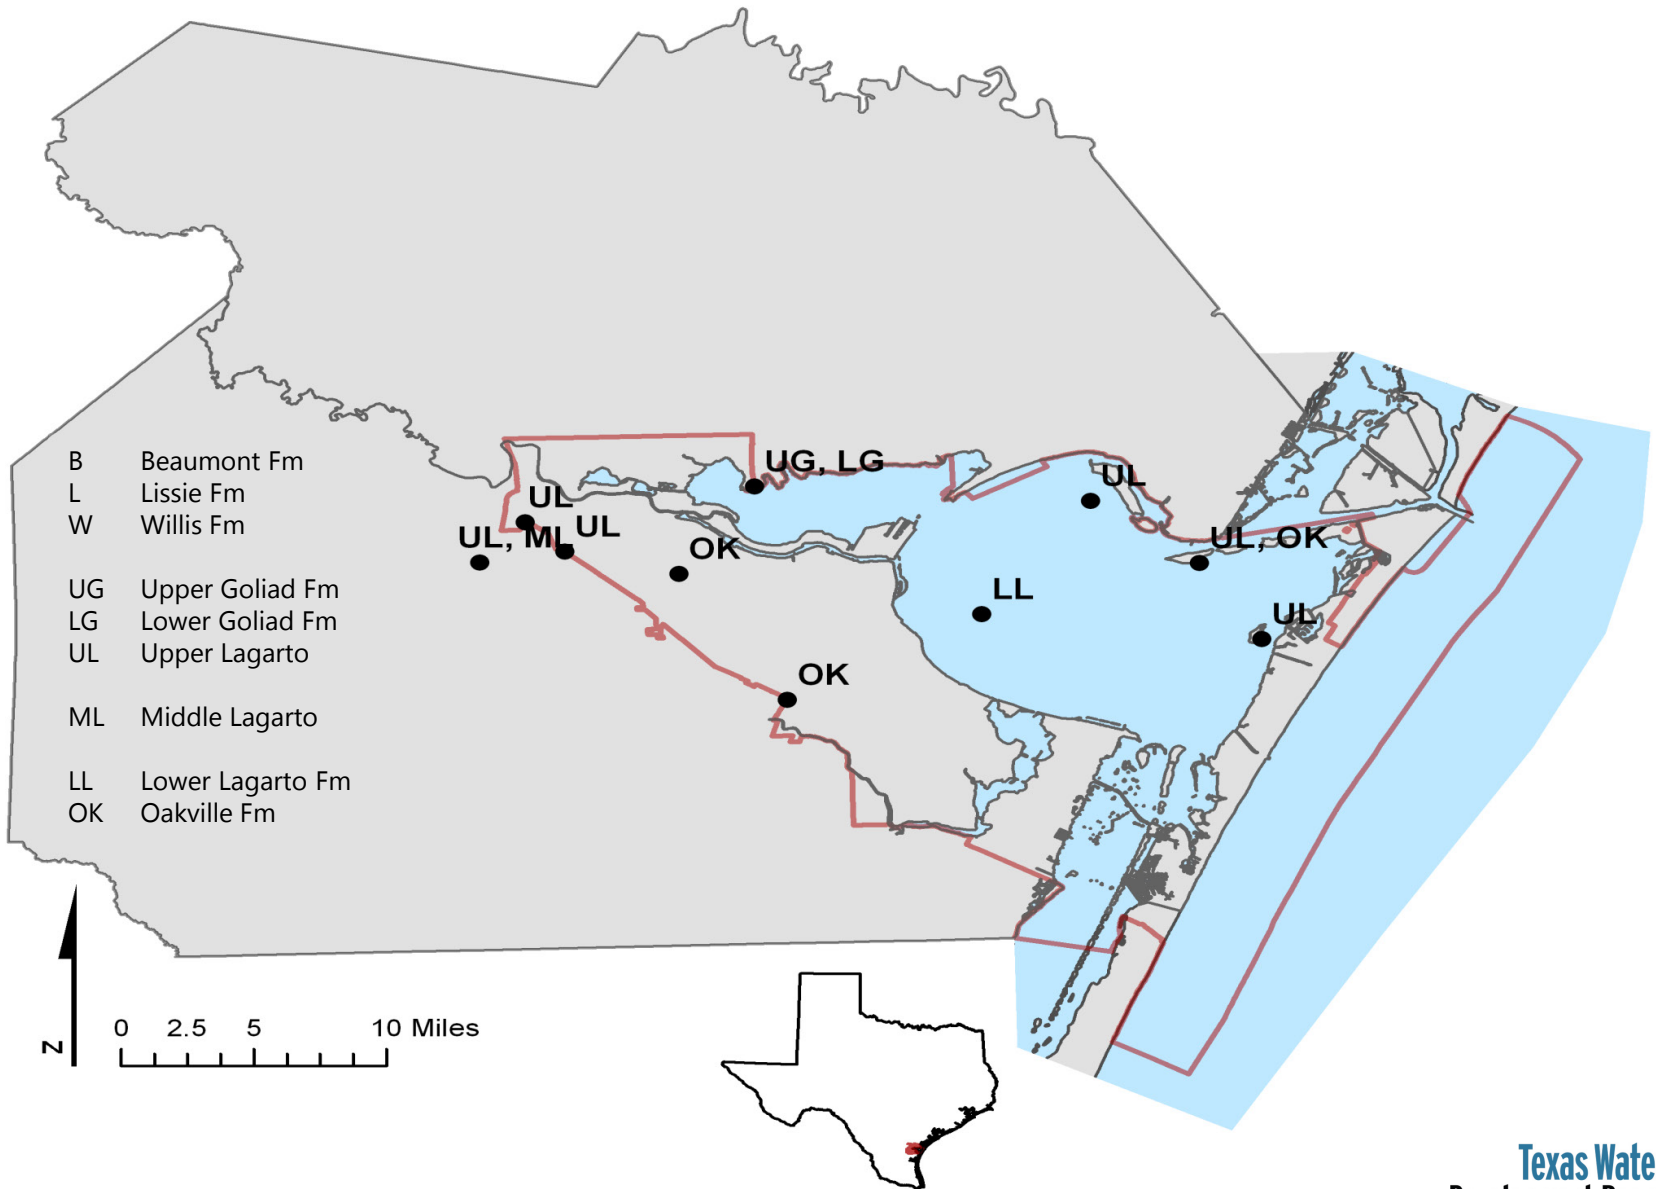 B Beaumont Fm
L Lissie Fm
W Willis Fm
UG Upper Goliad Fm
LG Lower Goliad Fm
UL Upper Lagarto
ML Middle Lagarto
LL Lower Lagarto Fm
OK Oakville Fm
UG, LG
UL
UL
UL, ML
UL
OK
UL, OK
LL
UL
OK
0 2.5 5 10 Miles
N
Texas Wate